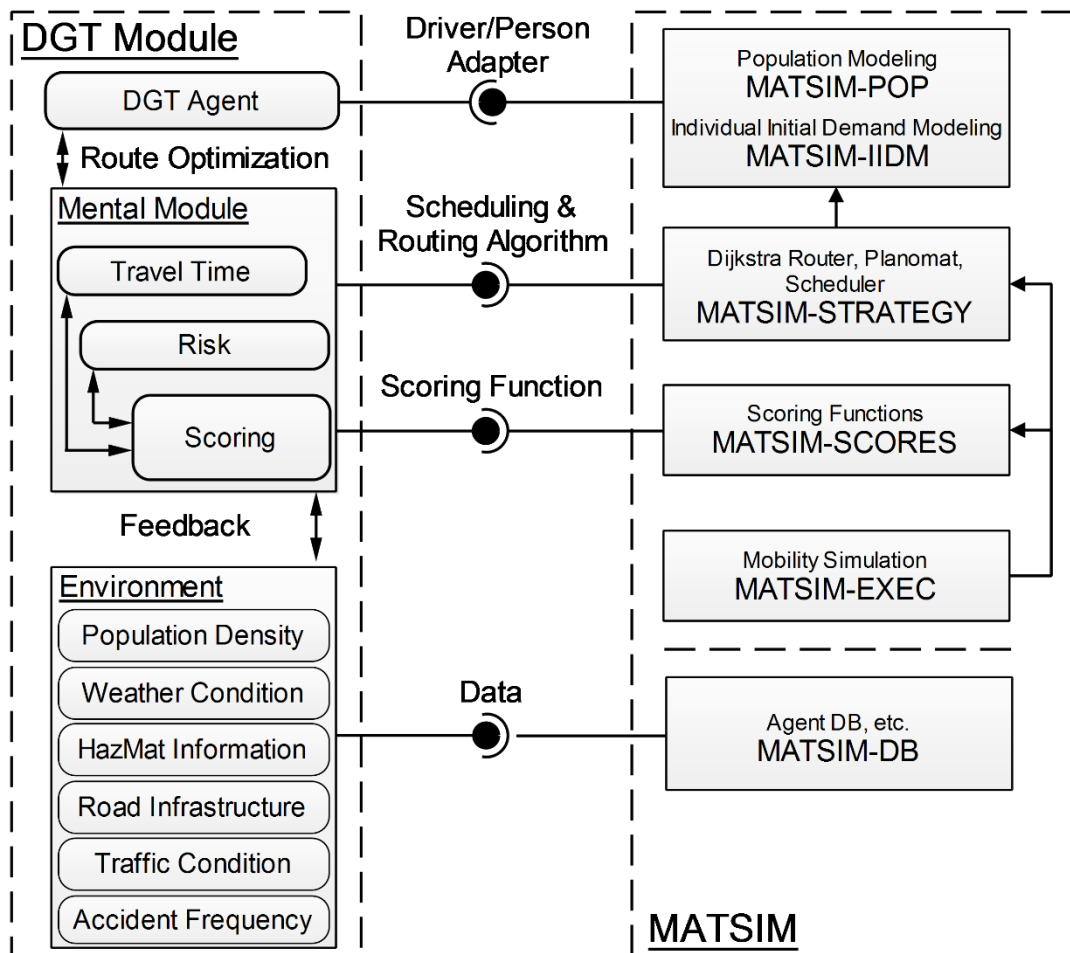 DGT Module
DGT Agent
Route Optimization
Mental Module
Travel Time
Risk
Scoring
Feedback
Environment
Population Density
Weather Condition
HazMat Information
Road Infrastructure
Traffic Condition
Accident Frequency
Driver/Person
Adapter
Scheduling &
Routing Algorithm
Scoring Function
Data
Population Modeling
MATSIM-POP
Individual Initial Demand Modeling
MATSIM-IIDM
Dijkstra Router, Planomat,
Scheduler
MATSIM-STRATEGY
Scoring Functions
MATSIM-SCORES
Mobility Simulation
MATSIM-EXEC
Agent DB, etc.
MATSIM-DB
MATSIM